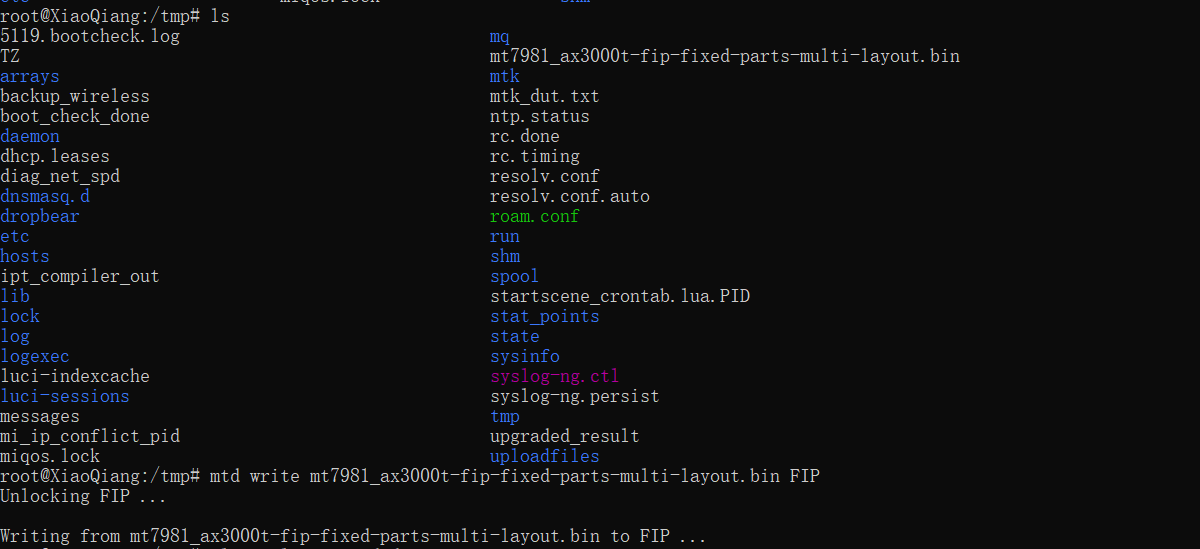 root@XiaoQiang:/tmp# ls
5119.bootcheck.log mq
TZ mt7981_ax3000t-fip-fixed-parts-multi-layout.bin
arrays mtk
backup_wireless mtk_dut.txt
boot_check_done ntp.status
daemon rc.done
dhcp.leases rc.timing
diag_net_spd resolv.conf
dnsmasq.d resolv.conf.auto
dropbear roam.conf
etc run
hosts shm
ipt_compiler_out spool
lib startscene_crontab.lua.PID
lock stat_points
log state
logexec sysinfo
luci-indexcache syslog-ng.ctl
luci-sessions syslog-ng.persist
messages tmp
mi_ip_conflict_pid upgraded_result
miqos.lock uploadfiles
root@XiaoQiang:/tmp# mtd write mt7981_ax3000t-fip-fixed-parts-multi-layout.bin FIP
Unlocking FIP ...
Writing from mt7981_ax3000t-fip-fixed-parts-multi-layout.bin to FIP ...